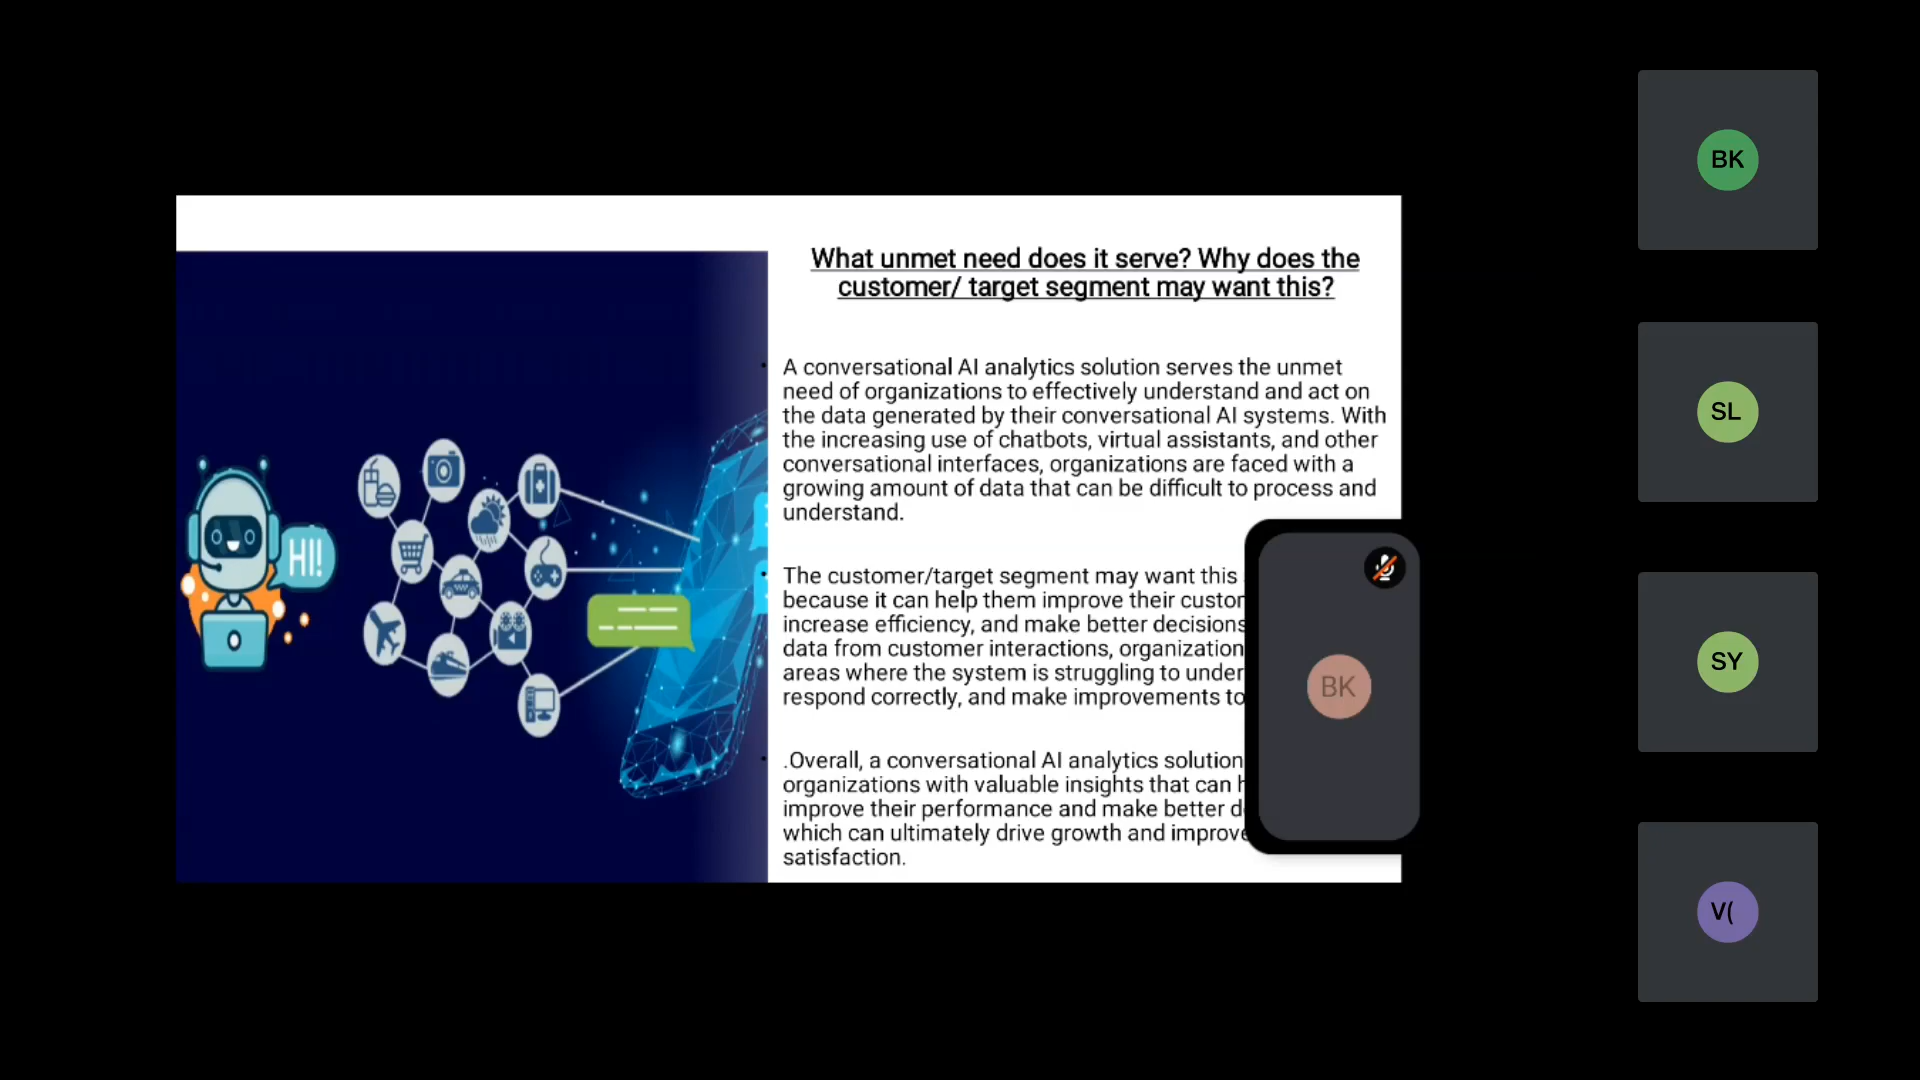 What unmet need does it serve? Why does the
customer/ target segment may want this?
A conversational AI analytics solution serves the unmet
need of organizations to effectively understand and act on
the data generated by their conversational AI systems. With
the increasing use of chatbots, virtual assistants, and other
conversational interfaces, organizations are faced with a
growing amount of data that can be difficult to process and
understand.
The customer/target segment may want this
because it can help them improve their custor
increase efficiency, and make better decisions
data from customer interactions, organization
areas where the system is struggling to under
respond correctly, and make improvements to
.Overall, a conversational AI analytics solution
organizations with valuable insights that can
improve their performance and make better
which can ultimately drive growth and improve
satisfaction.
HI!
BK
BK
SL
SY
V(